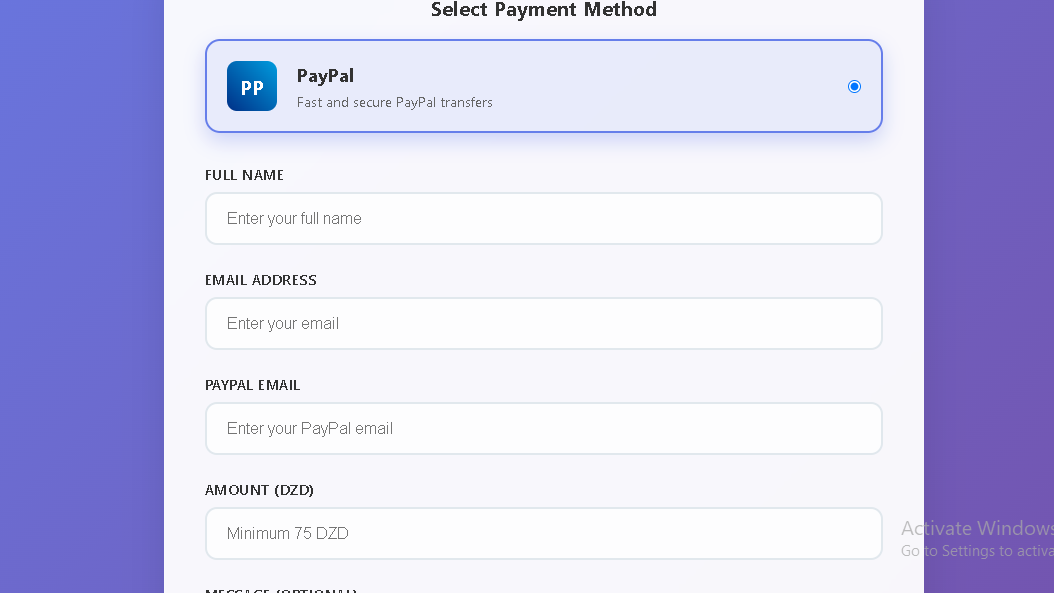 Select Payment Method
PP
PayPal
Fast and secure PayPal transfers
FULL NAME
Enter your full name
EMAIL ADDRESS
Enter your email
PAYPAL EMAIL
Enter your PayPal email
AMOUNT (DZD)
Minimum 75 DZD
Activate Windows
Go to Settings to activa
MESSAGE (OPTIONAL)